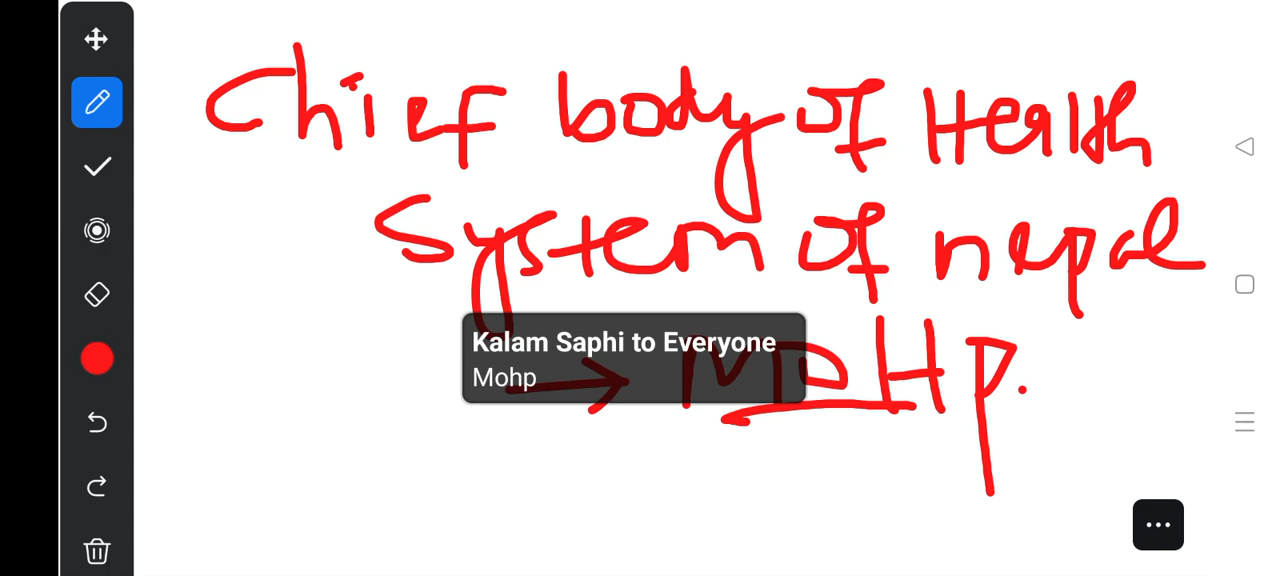 Chief body of Health
System of nepal
Kalam Saphi to Everyone
Mohp
→ MOHp.